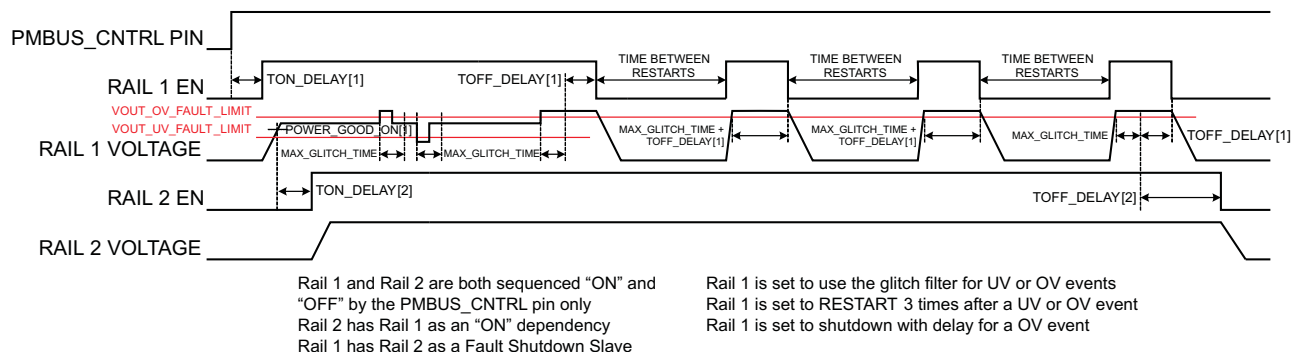 PMBUS_CNTRL PIN
RAIL 1 EN
TON_DELAY[1]
TOFF_DELAY[1]
TIME BETWEEN
RESTARTS
TIME BETWEEN
RESTARTS
TIME BETWEEN
RESTARTS
VOUT_OV_FAULT_LIMIT
VOUT_UV_FAULT_LIMIT
POWER_GOOD_ON[1]
RAIL 1 VOLTAGE
MAX_GLITCH_TIME
MAX_GLITCH_TIME
MAX_GLITCH_TIME +
TOFF_DELAY[1]
MAX_GLITCH_TIME +
TOFF_DELAY[1]
MAX_GLITCH_TIME
TOFF_DELAY[1]
RAIL 2 EN
TON_DELAY[2]
TOFF_DELAY[2]
RAIL 2 VOLTAGE
Rail 1 and Rail 2 are both sequenced “ON” and
“OFF” by the PMBUS_CNTRL pin only
Rail 2 has Rail 1 as an “ON” dependency
Rail 1 has Rail 2 as a Fault Shutdown Slave
Rail 1 is set to use the glitch filter for UV or OV events
Rail 1 is set to RESTART 3 times after a UV or OV event
Rail 1 is set to shutdown with delay for a OV event